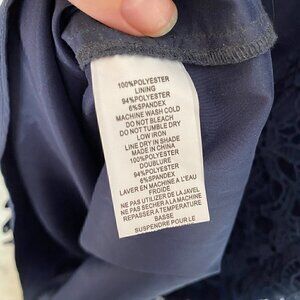 100%POLYESTER
LINING
94%POLYESTER
6%SPANDEX
MACHINE WASH COLD
DO NOT BLEACH
DO NOT TUMBLE DRY
LOW IRON
LINE DRY IN SHADE
MADE IN CHINA
100%POLYESTER
DOUBLURE
94%POLYESTER
6%SPANDEX
LAVER EN MACHINE A L'EAU
FROIDE
NE PAS UTILISER DE LA JAVEL
NE PAS SECHER A LA MACHINE
REPASSER A TEMPERATURE
BASSE
SUSPENDRE POUR LE